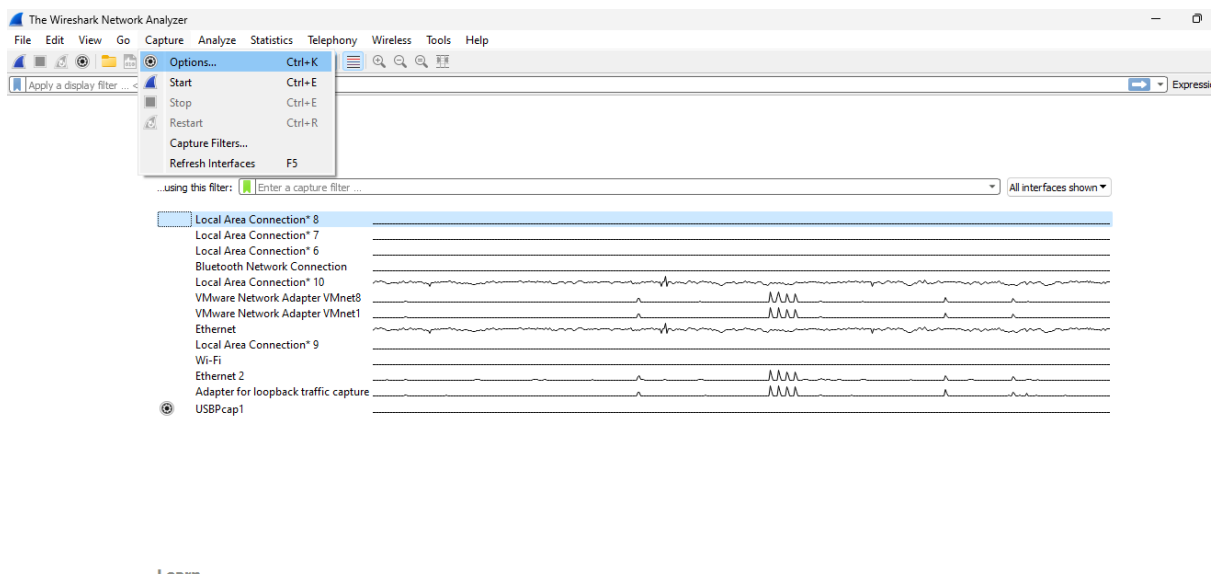 The Wireshark Network Analyzer
File Edit View Go Capture Analyze Statistics Telephony Wireless Tools Help
Options... Ctrl+K
Apply a display filter ... <
Expressi
Start Ctrl+E
Stop Ctrl+E
Restart Ctrl+R
Capture Filters...
Refresh Interfaces F5
...using this filter: Enter a capture filter ... All interfaces shown
Local Area Connection* 8
Local Area Connection* 7
Local Area Connection* 6
Bluetooth Network Connection
Local Area Connection* 10
VMware Network Adapter VMnet8
VMware Network Adapter VMnet1
Ethernet
Local Area Connection* 9
Wi-Fi
Ethernet 2
Adapter for loopback traffic capture
USBPcap1
Learn